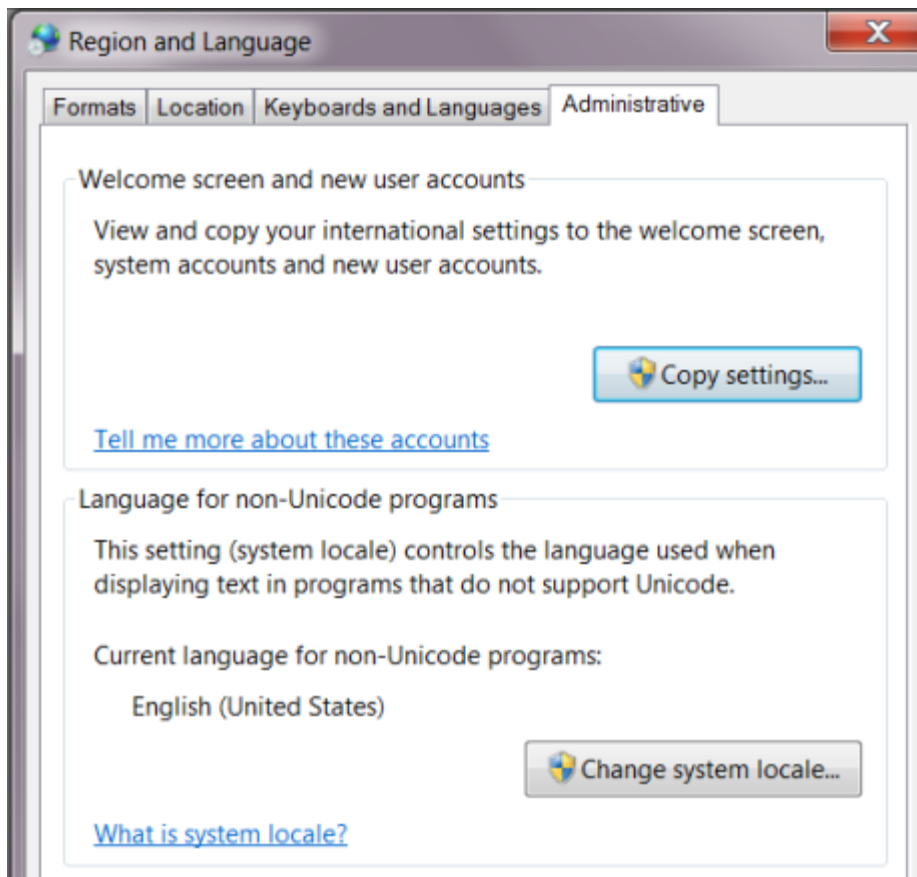 Region and Language
Formats Location Keyboards and Languages Administrative
Welcome screen and new user accounts
View and copy your international settings to the welcome screen,
system accounts and new user accounts.
Copy settings...
Tell me more about these accounts
Language for non-Unicode programs
This setting (system locale) controls the language used when
displaying text in programs that do not support Unicode.
Current language for non-Unicode programs:
English (United States)
Change system locale...
What is system locale?